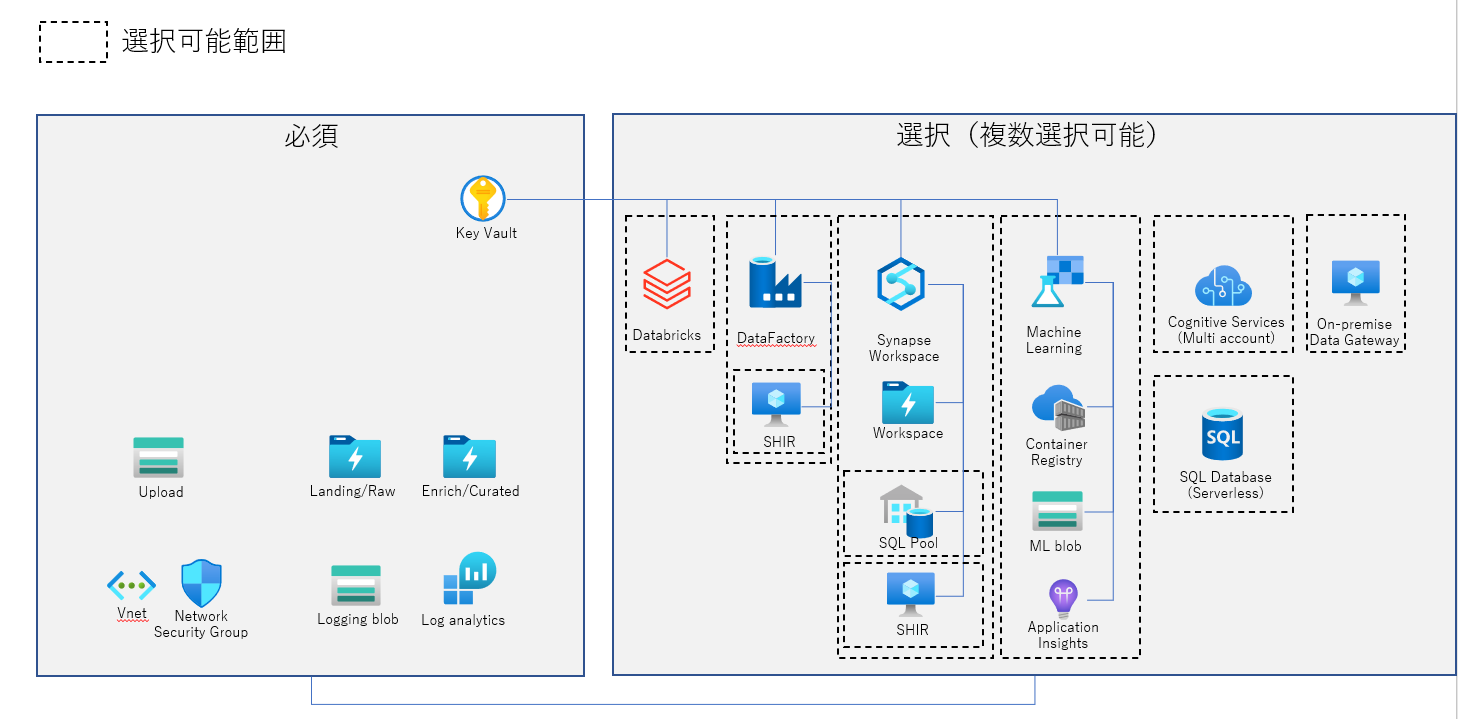 選択可能範囲
必須
Key Vault
Upload
Landing/Raw
Enrich/Curated
Vnet
Network
Security Group
Logging blob
Log analytics
選択（複数選択可能）
Databricks
DataFactory
SHIR
Synapse
Workspace
Workspace
SQL Pool
SHIR
Machine
Learning
Container
Registry
ML blob
Application
Insights
Cognitive Services
(Multi account)
On-premise
Data Gateway
SQL
SQL Database
(Serverless)